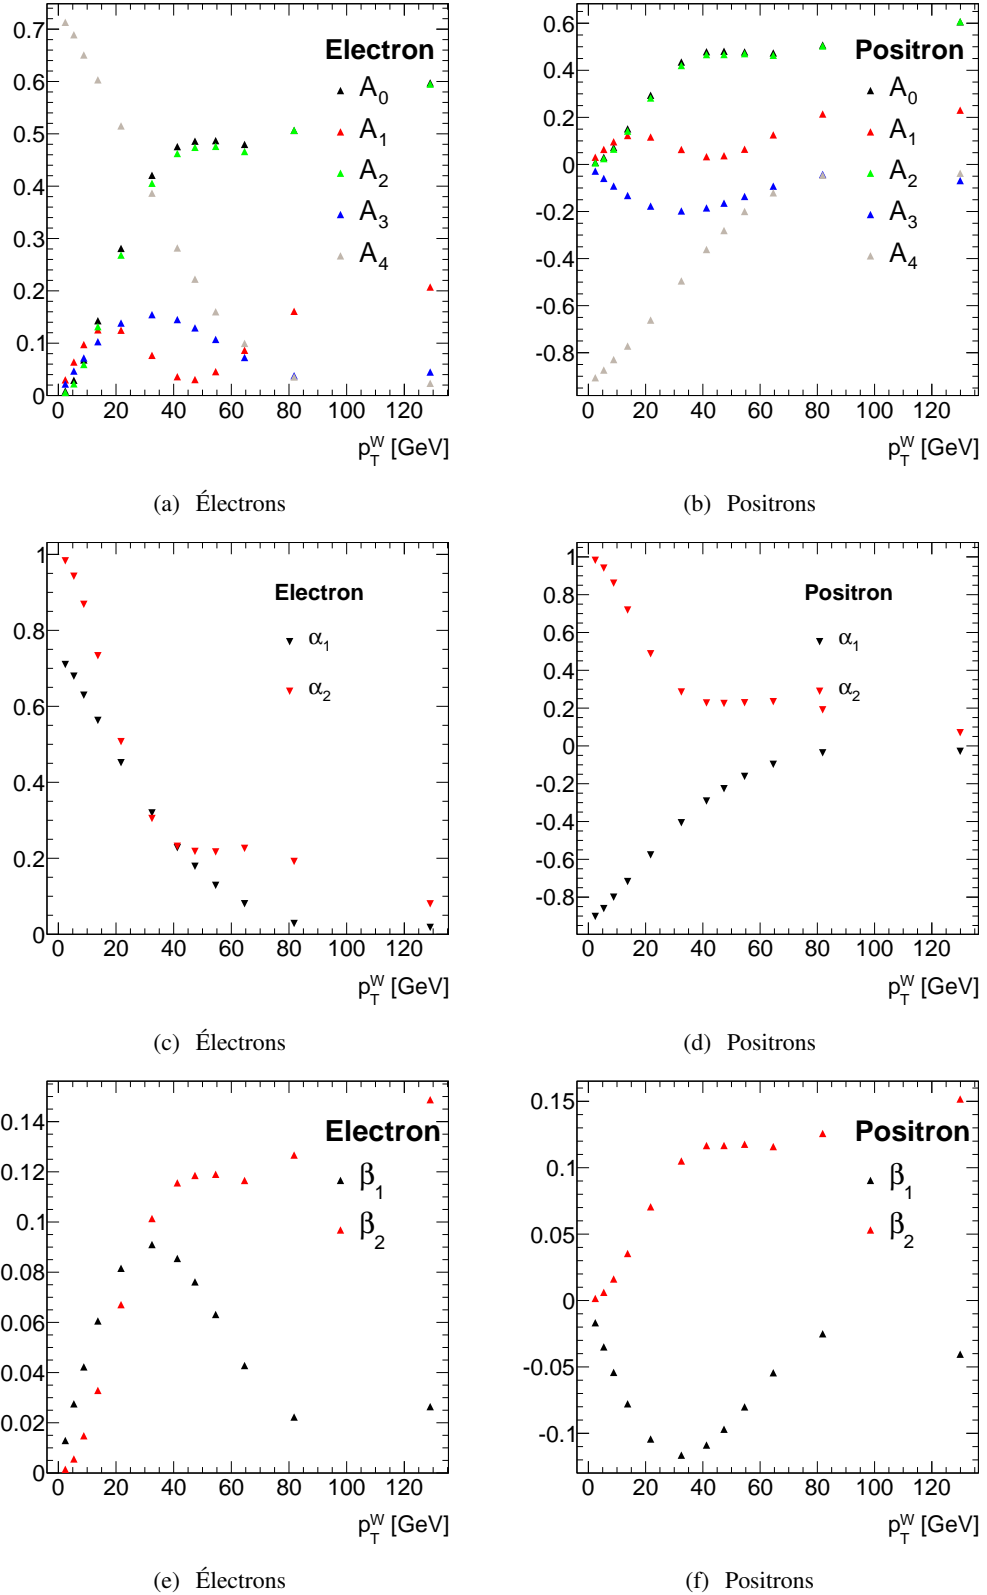 0.7
0.6
0.5
0.4
0.3
0.2
0.1
0
0 20 40 60 80 100 120
Electron
A0
A1
A2
A3
A4
p_T^W [GeV]
(a) Électrons
0.6
0.4
0.2
0
-0.2
-0.4
-0.6
-0.8
0 20 40 60 80 100 120
Positron
A0
A1
A2
A3
A4
p_T^W [GeV]
(b) Positrons
1
0.8
0.6
0.4
0.2
0
0 20 40 60 80 100 120
Electron
α1
α2
p_T^W [GeV]
(c) Électrons
1
0.8
0.6
0.4
0.2
0
-0.2
-0.4
-0.6
-0.8
0 20 40 60 80 100 120
Positron
α1
α2
p_T^W [GeV]
(d) Positrons
0.14
0.12
0.1
0.08
0.06
0.04
0.02
0
0 20 40 60 80 100 120
Electron
β1
β2
p_T^W [GeV]
(e) Électrons
0.15
0.1
0.05
0
-0.05
-0.1
0 20 40 60 80 100 120
Positron
β1
β2
p_T^W [GeV]
(f) Positrons